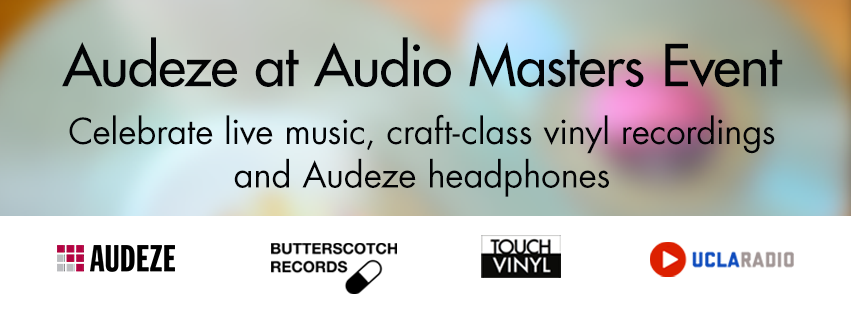 Audeze at Audio Masters Event
Celebrate live music, craft-class vinyl recordings
and Audeze headphones
AUDEZE
BUTTERSCOTCH
RECORDS
TOUCH
VINYL
UCLARADIO